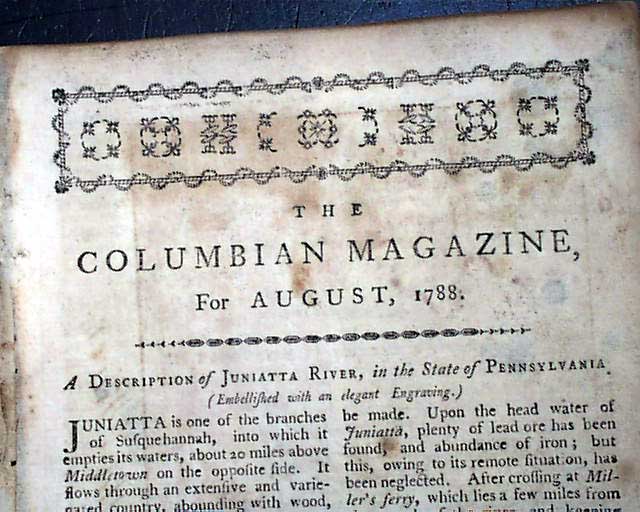 THE
COLUMBIAN MAGAZINE,
For AUGUST, 1788.
A DESCRIPTION of JUNIATTA RIVER, in the State of PENNSYLVANIA.
(Embelliſhed with an elegant Engraving.)
JUNIATTA is one of the branches
of Suſquehannah, into which it
empties its waters, about 20 miles above
Middletown on the oppoſite ſide. It
flows through an extenſive and varie-
gated country, abounding with wood,
be made. Upon the head water of
Juniatta, plenty of lead ore has been
found, and abundance of iron; but
this, owing to its remote ſituation, has
been neglected. After croſſing at Mil-
ler's ferry, which lies a few miles from